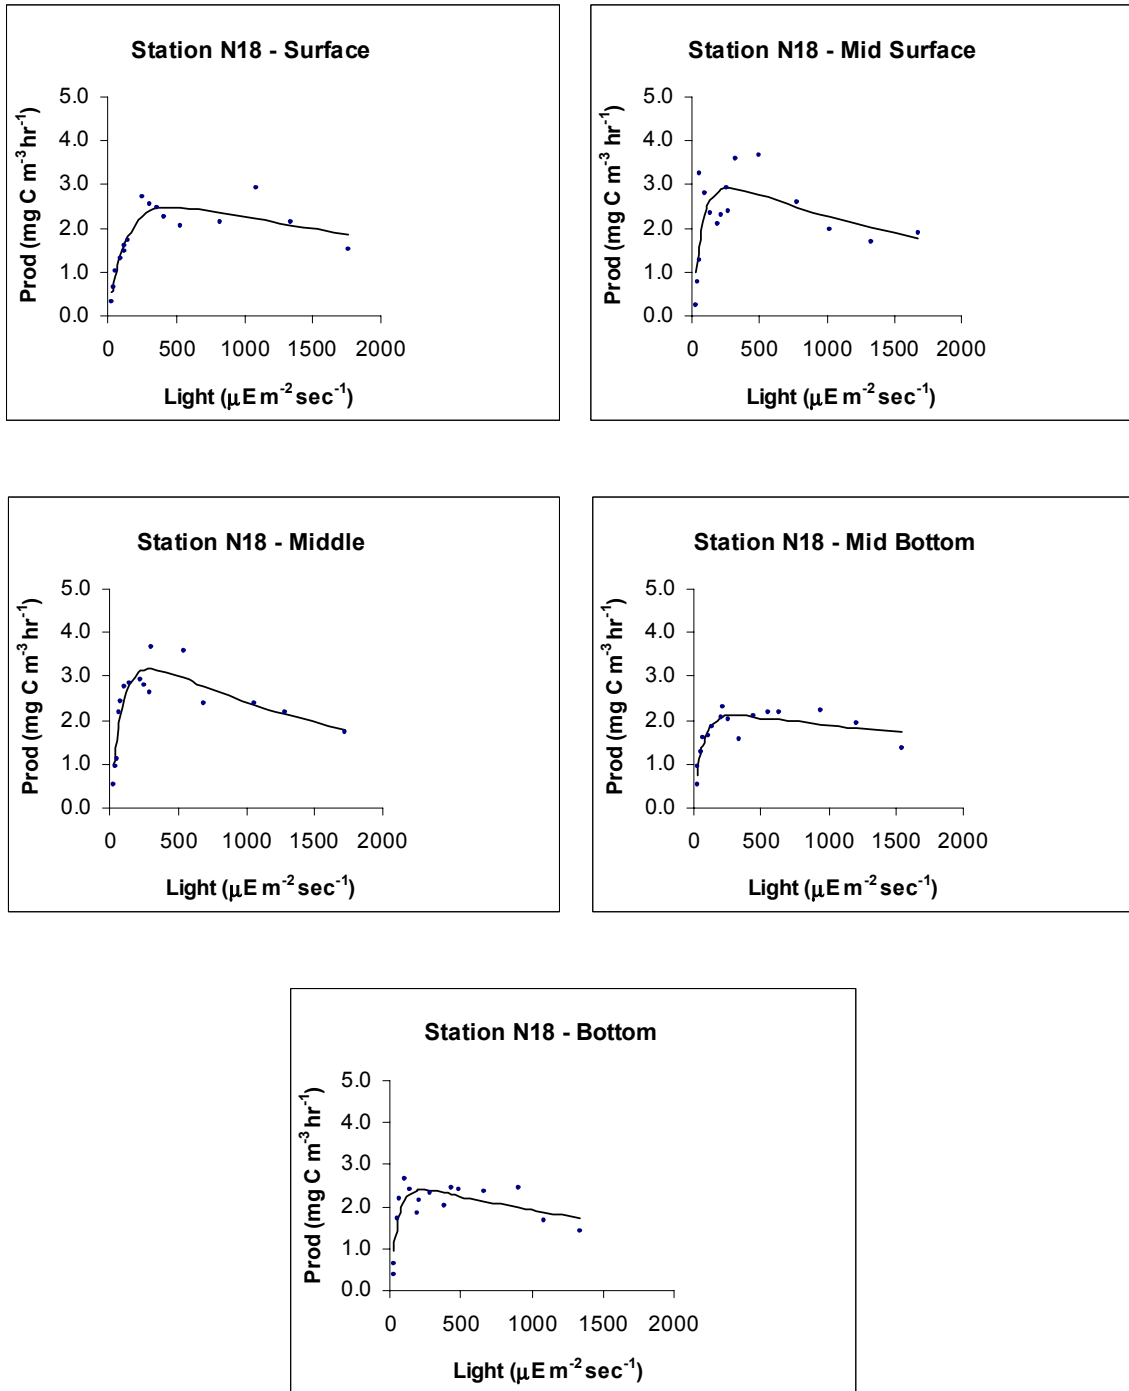 Station N18 - Surface
Prod (mg C m⁻³ hr⁻¹)
5.0
4.0
3.0
2.0
1.0
0.0
0 500 1000 1500 2000
Light (µE m⁻² sec⁻¹)
Station N18 - Mid Surface
Prod (mg C m⁻³ hr⁻¹)
5.0
4.0
3.0
2.0
1.0
0.0
0 500 1000 1500 2000
Light (µE m⁻² sec⁻¹)
Station N18 - Middle
Prod (mg C m⁻³ hr⁻¹)
5.0
4.0
3.0
2.0
1.0
0.0
0 500 1000 1500 2000
Light (µE m⁻² sec⁻¹)
Station N18 - Mid Bottom
Prod (mg C m⁻³ hr⁻¹)
5.0
4.0
3.0
2.0
1.0
0.0
0 500 1000 1500 2000
Light (µE m⁻² sec⁻¹)
Station N18 - Bottom
Prod (mg C m⁻³ hr⁻¹)
5.0
4.0
3.0
2.0
1.0
0.0
0 500 1000 1500 2000
Light (µE m⁻² sec⁻¹)